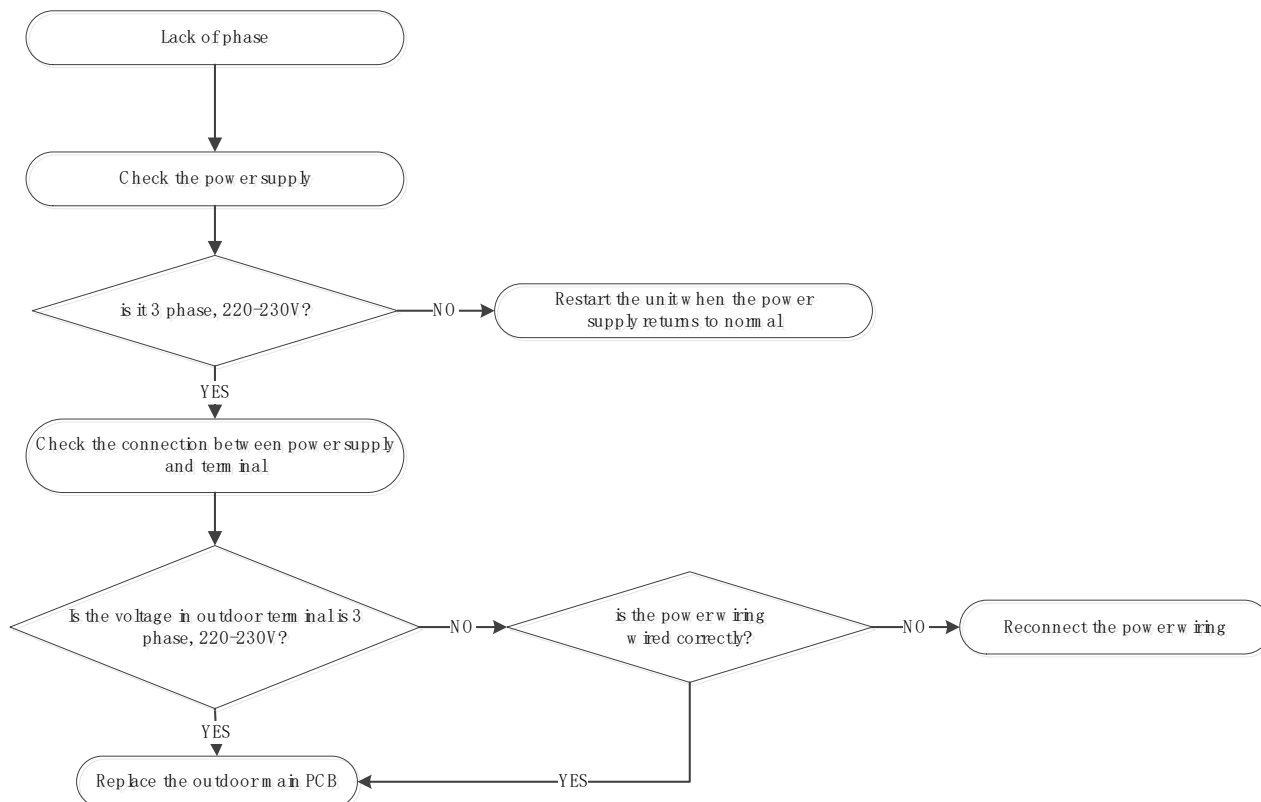 Lack of phase
Check the power supply
is it 3 phase, 220-230V?
NO
Restart the unit when the power
supply returns to normal
YES
Check the connection between power supply
and terminal
Is the voltage in outdoor terminal is 3
phase, 220-230V?
NO
is the power wiring
wired correctly?
NO
Reconnect the power wiring
YES
Replace the outdoor main PCB
YES